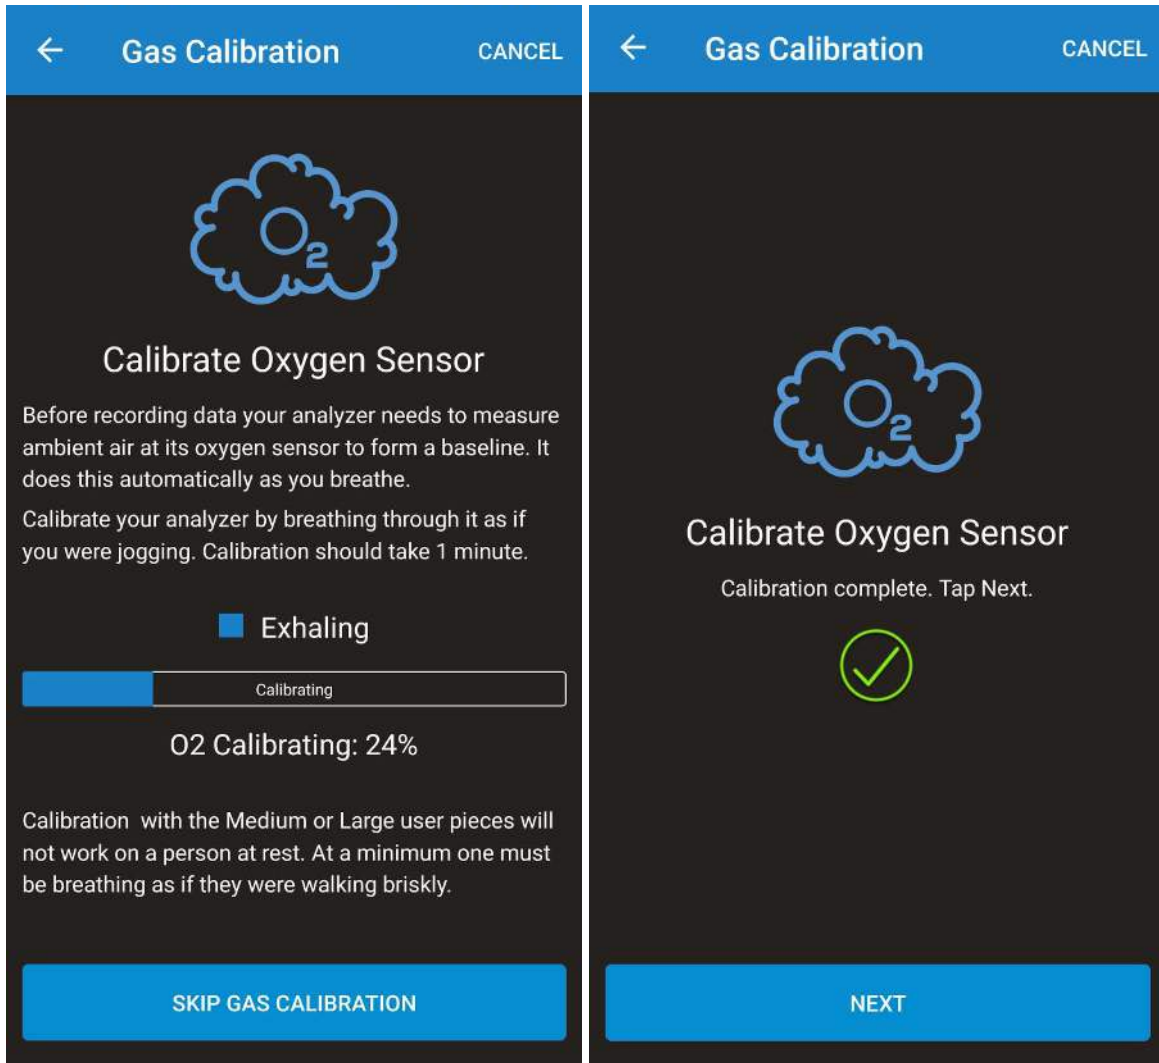 Gas Calibration CANCEL
O2
Calibrate Oxygen Sensor
Before recording data your analyzer needs to measure
ambient air at its oxygen sensor to form a baseline. It
does this automatically as you breathe.
Calibrate your analyzer by breathing through it as if
you were jogging. Calibration should take 1 minute.
Exhaling
Calibrating
O2 Calibrating: 24%
Calibration with the Medium or Large user pieces will
not work on a person at rest. At a minimum one must
be breathing as if they were walking briskly.
SKIP GAS CALIBRATION
Gas Calibration CANCEL
O2
Calibrate Oxygen Sensor
Calibration complete. Tap Next.
NEXT